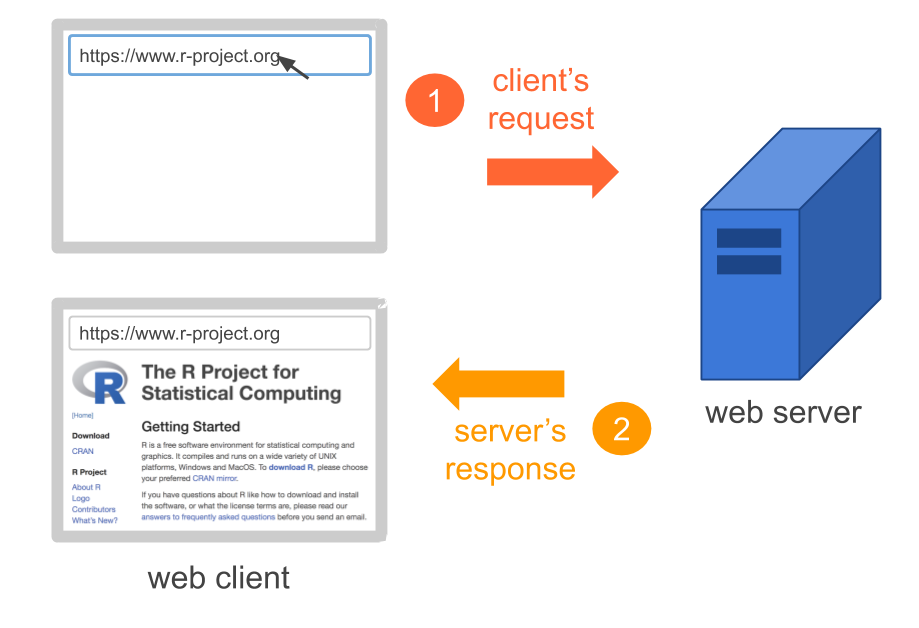 https://www.r-project.org
1
client's
request
web server
https://www.r-project.org
R
The R Project for
Statistical Computing
[Home]
Download
CRAN
R Project
About R
Logo
Contributors
What's New?
Getting Started
R is a free software environment for statistical computing and
graphics. It compiles and runs on a wide variety of UNIX
platforms, Windows and MacOS. To download R, please choose
your preferred CRAN mirror.
If you have questions about R like how to download and install
the software, or what the license terms are, please read our
answers to frequently asked questions before you send an email.
2
server's
response
web client